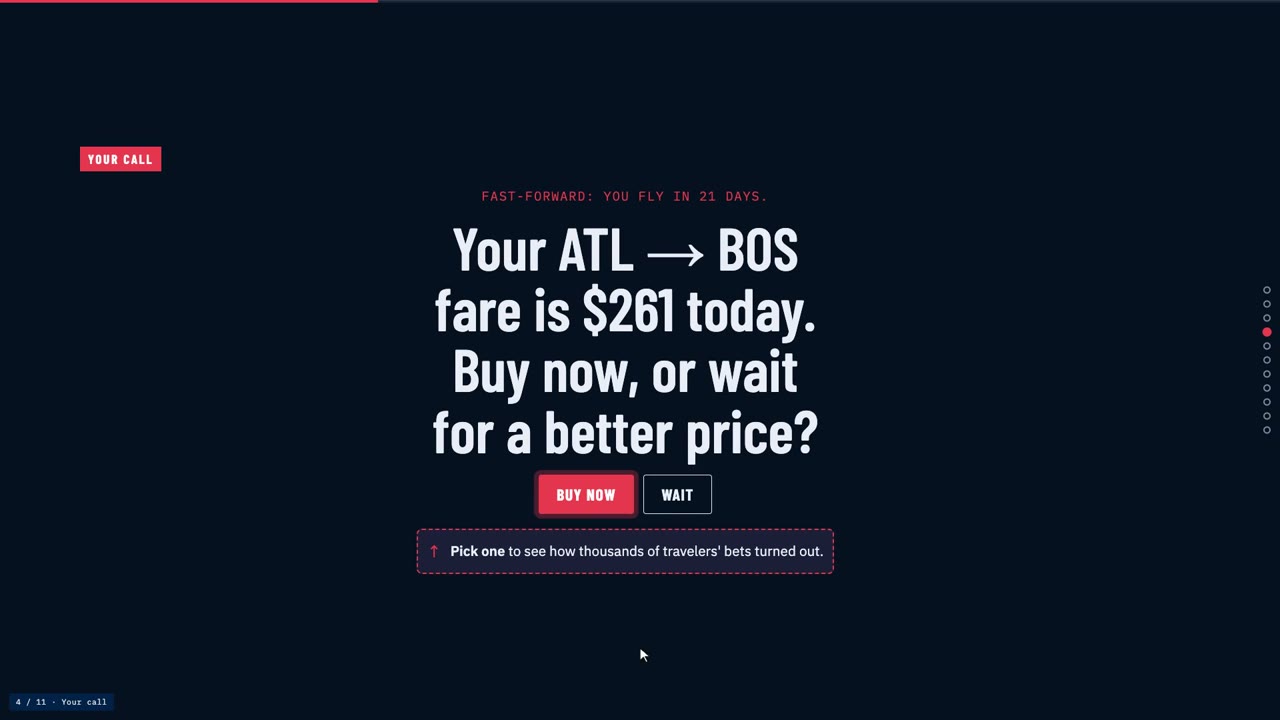 YOUR CALL
FAST-FORWARD: YOU FLY IN 21 DAYS.
Your ATL → BOS
fare is $261 today.
Buy now, or wait
for a better price?
BUY NOW WAIT
↑ Pick one to see how thousands of travelers' bets turned out.
4 / 11 · Your call